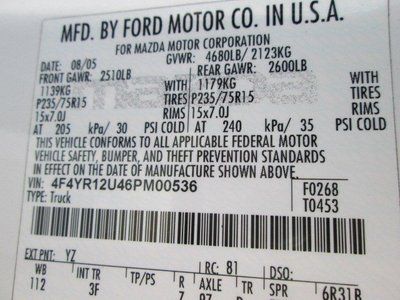 MFD. BY FORD MOTOR CO. IN U.S.A.
FOR MAZDA MOTOR CORPORATION
DATE: 08/05 GVWR: 4680LB/ 2123KG
FRONT GAWR: 2510LB REAR GAWR: 2600LB
1139KG 1179KG
P235/75R15 TIRES P235/75R15 TIRES
15x7.0J RIMS 15x7.0J RIMS
AT 205 kPa/ 30 PSI COLD AT 240 kPa/ 35 PSI COLD
THIS VEHICLE CONFORMS TO ALL APPLICABLE FEDERAL MOTOR
VEHICLE SAFETY, BUMPER, AND THEFT PREVENTION STANDARDS
IN EFFECT ON THE DATE OF MANUFACTURE SHOWN ABOVE.
VIN: 4F4YR12U46PM00536 F0268
TYPE: Truck T0453
EXT PNT: YZ RC: 81 DSO:
WB INT TR TP/PS R AXLE TR SPR 6R31B
112 3F 7 97